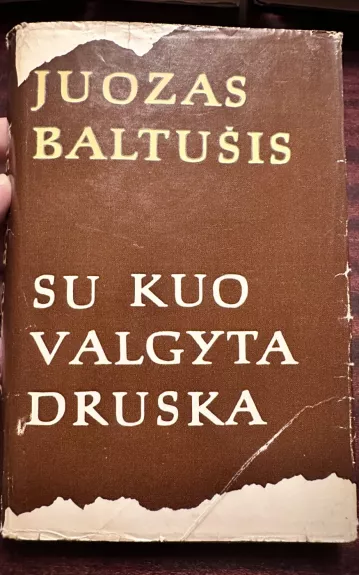 JUOZAS
BALTUŠIS
SU KUO
VALGYTA
DRUSKA